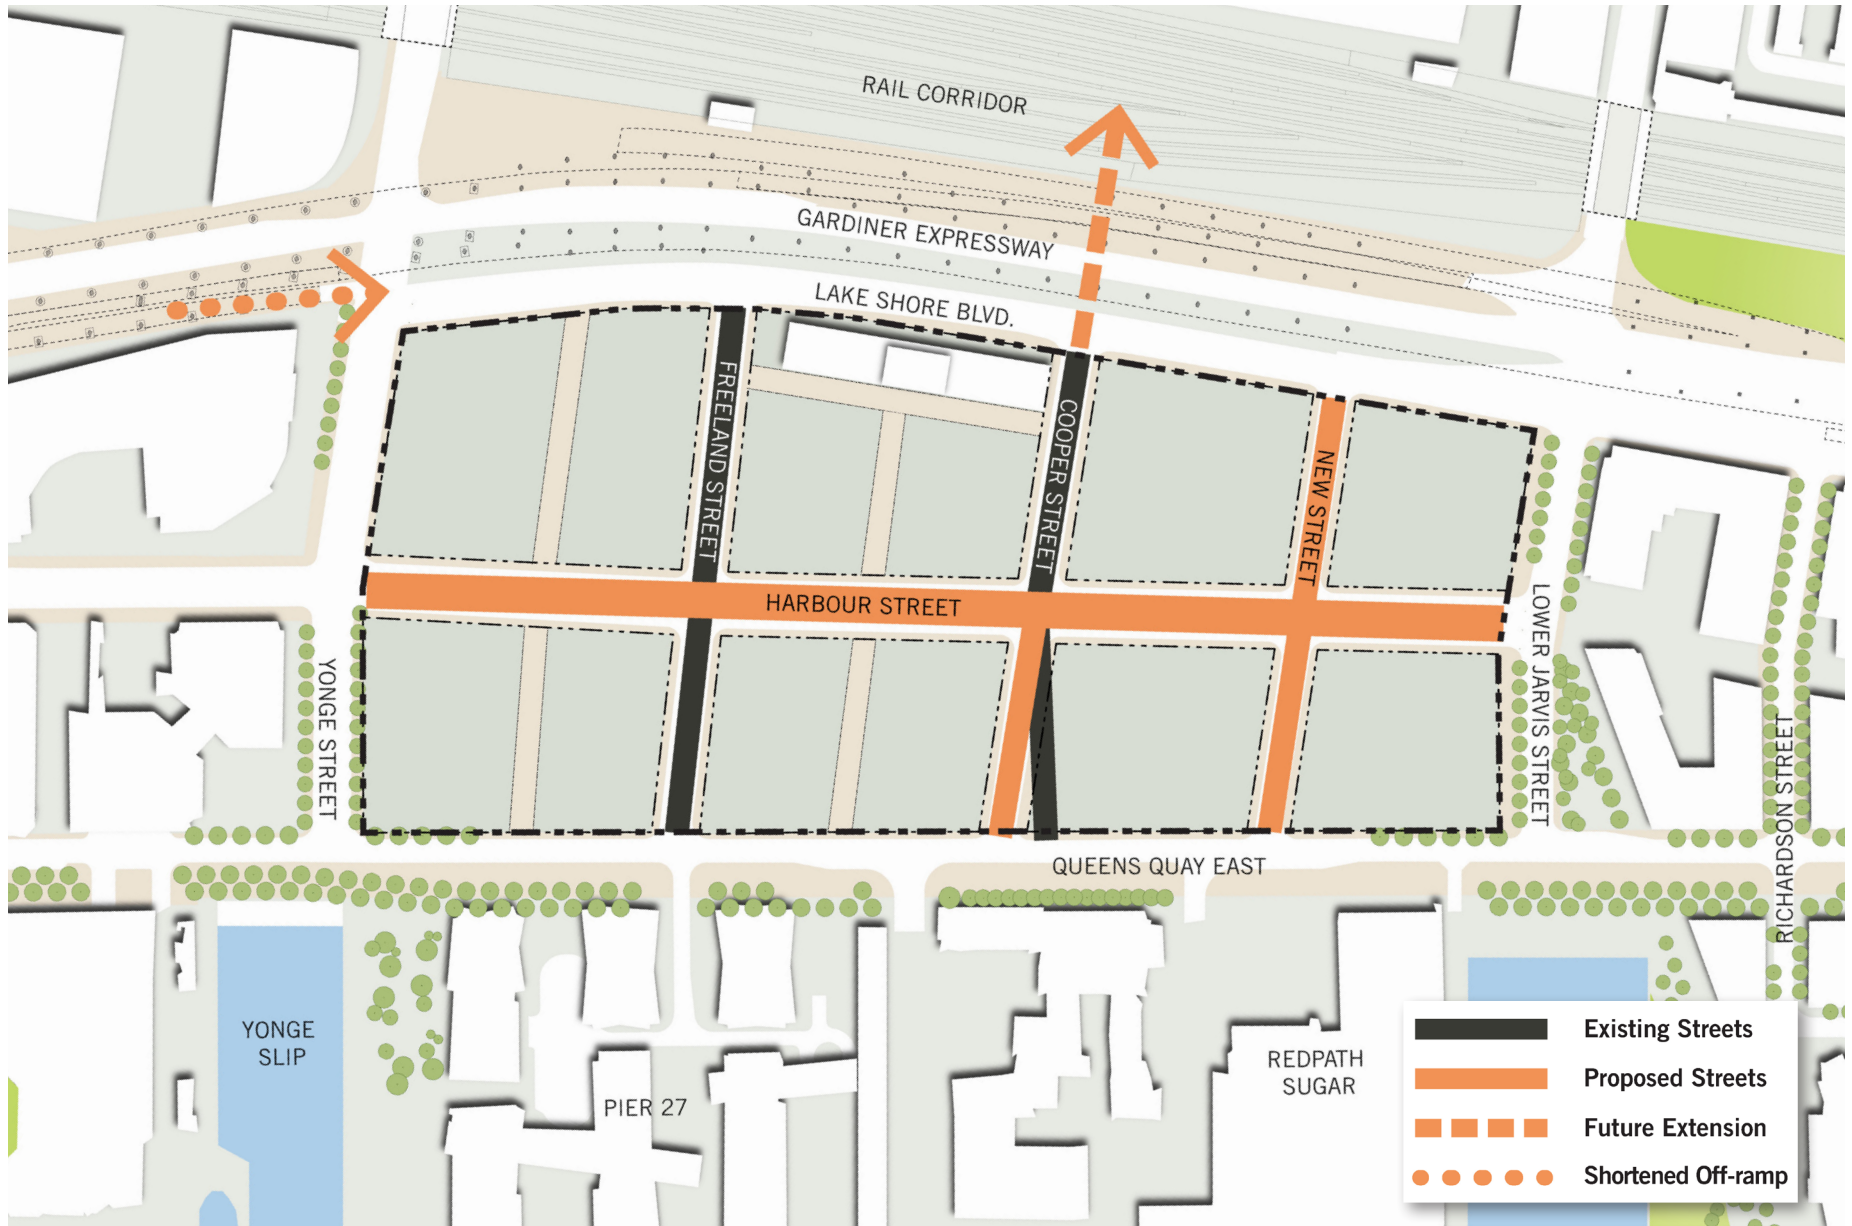 RAIL CORRIDOR
GARDINER EXPRESSWAY
LAKE SHORE BLVD.
FREELAND STREET
COOPER STREET
NEW STREET
HARBOUR STREET
YONGE STREET
LOWER JARVIS STREET
RICHARDSON STREET
QUEENS QUAY EAST
YONGE
SLIP
PIER 27
REDPATH
SUGAR
Existing Streets
Proposed Streets
Future Extension
Shortened Off-ramp